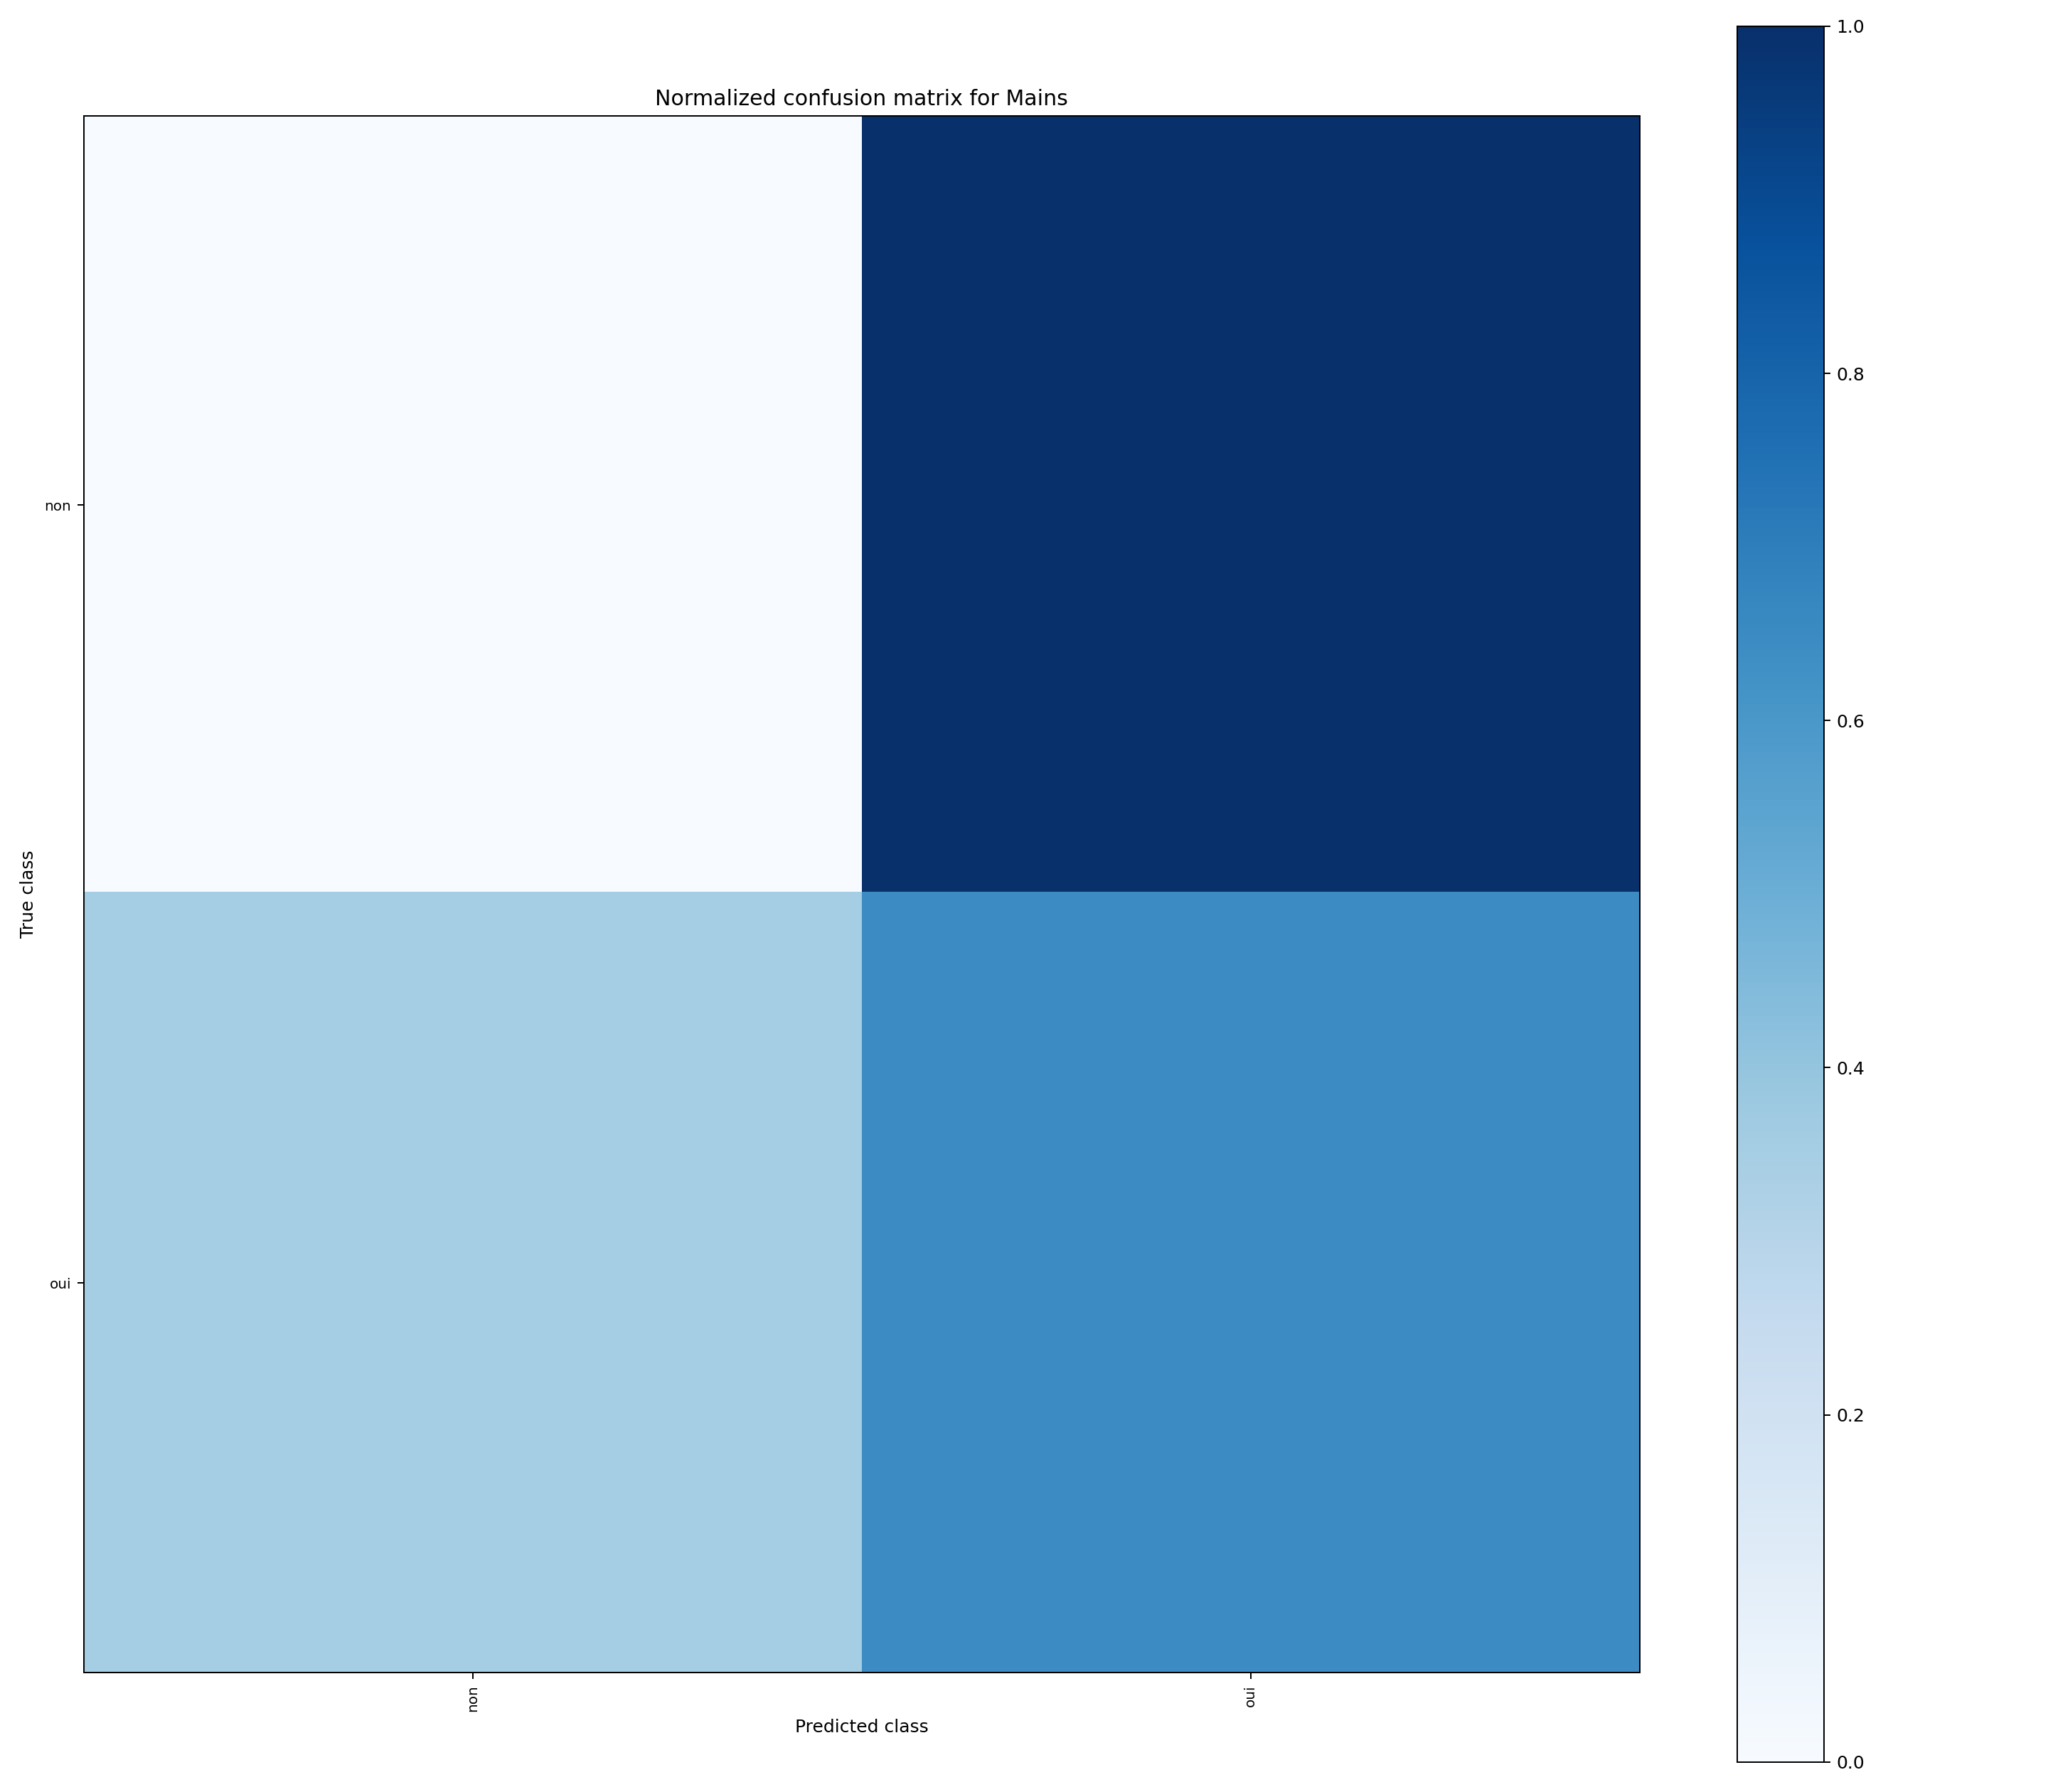 Normalized confusion matrix for Mains
True class
non
oui
non
oui
Predicted class
1.0
0.8
0.6
0.4
0.2
0.0